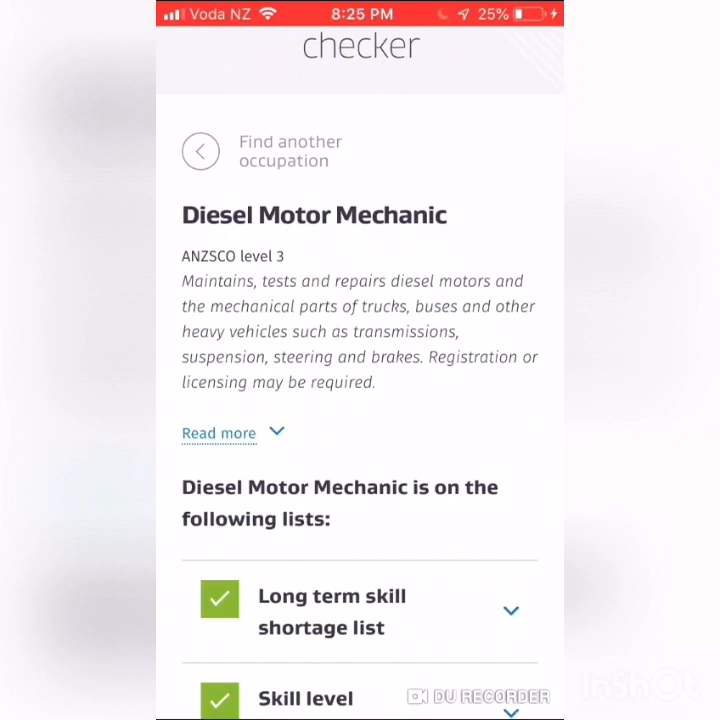 Voda NZ 8:25 PM 25%
checker
Find another
occupation
Diesel Motor Mechanic
ANZSCO level 3
Maintains, tests and repairs diesel motors and
the mechanical parts of trucks, buses and other
heavy vehicles such as transmissions,
suspension, steering and brakes. Registration or
licensing may be required.
Read more
Diesel Motor Mechanic is on the
following lists:
Long term skill
shortage list
Skill level
DU RECORDER
InShOt